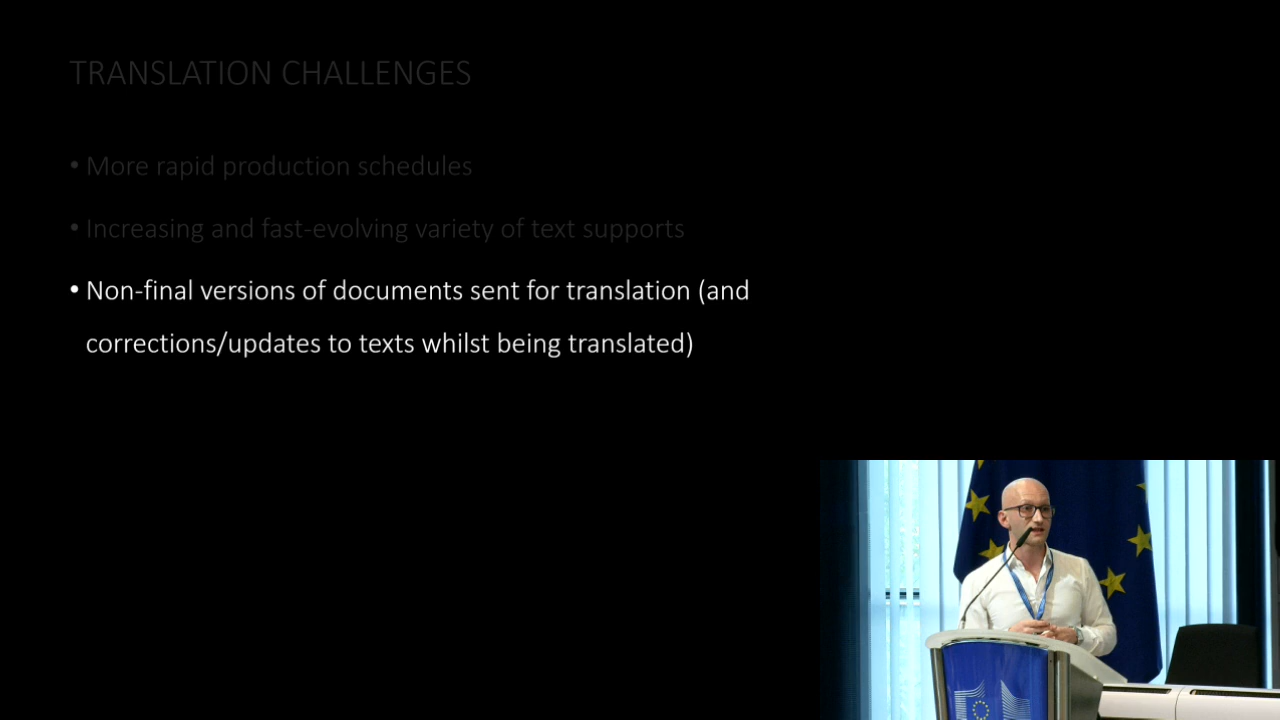 TRANSLATION CHALLENGES
• More rapid production schedules
• Increasing and fast-evolving variety of text supports
• Non-final versions of documents sent for translation (and
corrections/updates to texts whilst being translated)